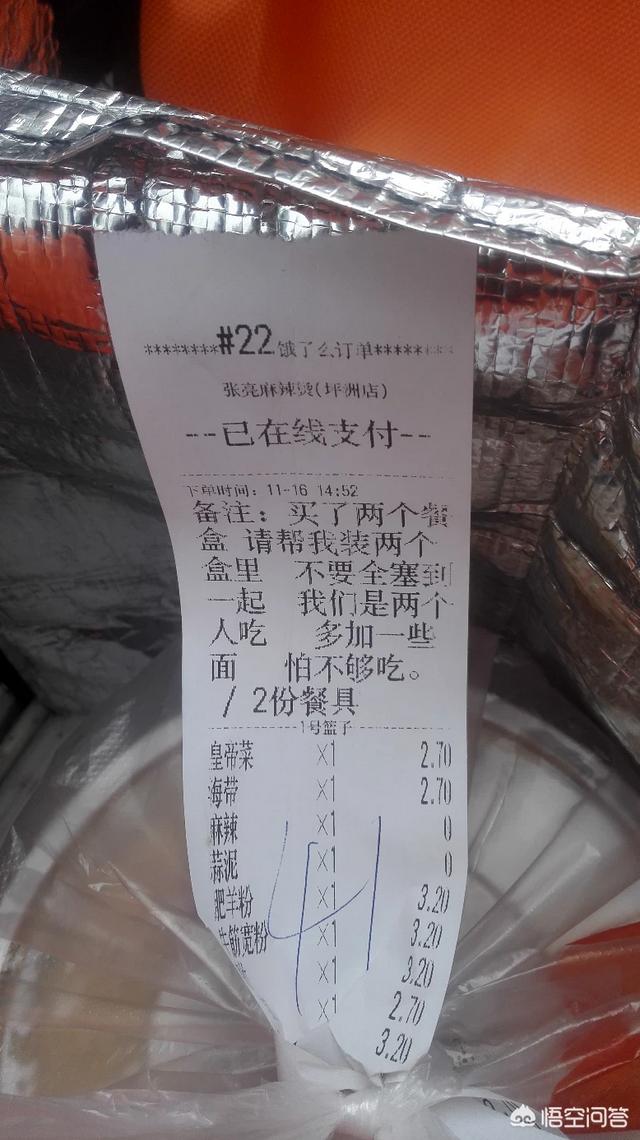 ********#22饿了么订单********
张亮麻辣烫(坪洲店)
--已在线支付--
下单时间: 11-16 14:52
备注: 买了两个餐
盒 请帮我装两个
盒里 不要全塞到
一起 我们是两个
人吃 多加一些
面 怕不够吃。
/ 2份餐具
1号篮子
皇帝菜 X1 2.70
海带 X1 2.70
麻辣 X1 0
蒜泥 X1 0
肥羊粉 X1 3.20
牛筋宽粉 X1 3.20
X1 3.20
X1 2.70
3.20
41
悟空问答